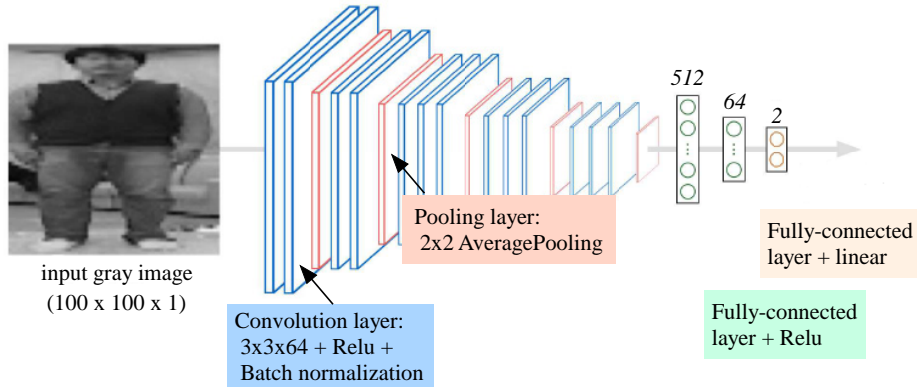 512
64
2
Pooling layer:
2x2 AveragePooling
input gray image
(100 x 100 x 1)
Convolution layer:
3x3x64 + Relu +
Batch normalization
Fully-connected
layer + linear
Fully-connected
layer + Relu